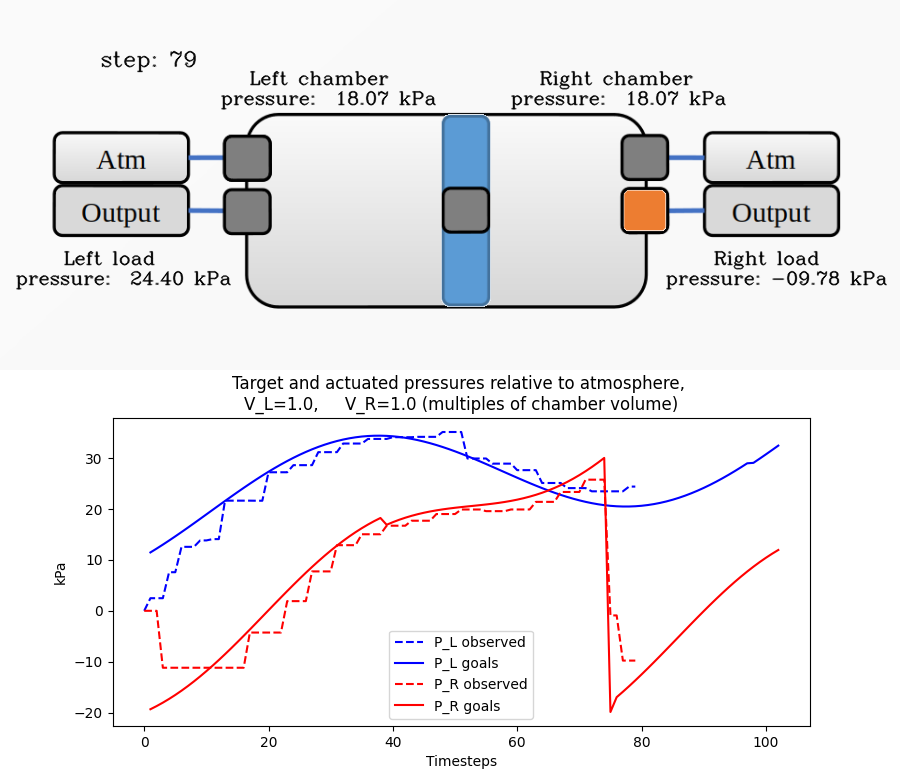 step: 79
Left chamber
pressure: 18.07 kPa
Right chamber
pressure: 18.07 kPa
Atm
Output
Atm
Output
Left load
pressure: 24.40 kPa
Right load
pressure: -09.78 kPa
Target and actuated pressures relative to atmosphere,
V_L=1.0, V_R=1.0 (multiples of chamber volume)
kPa
30
20
10
0
−10
−20
P_L observed
P_L goals
P_R observed
P_R goals
0 20 40 60 80 100
Timesteps